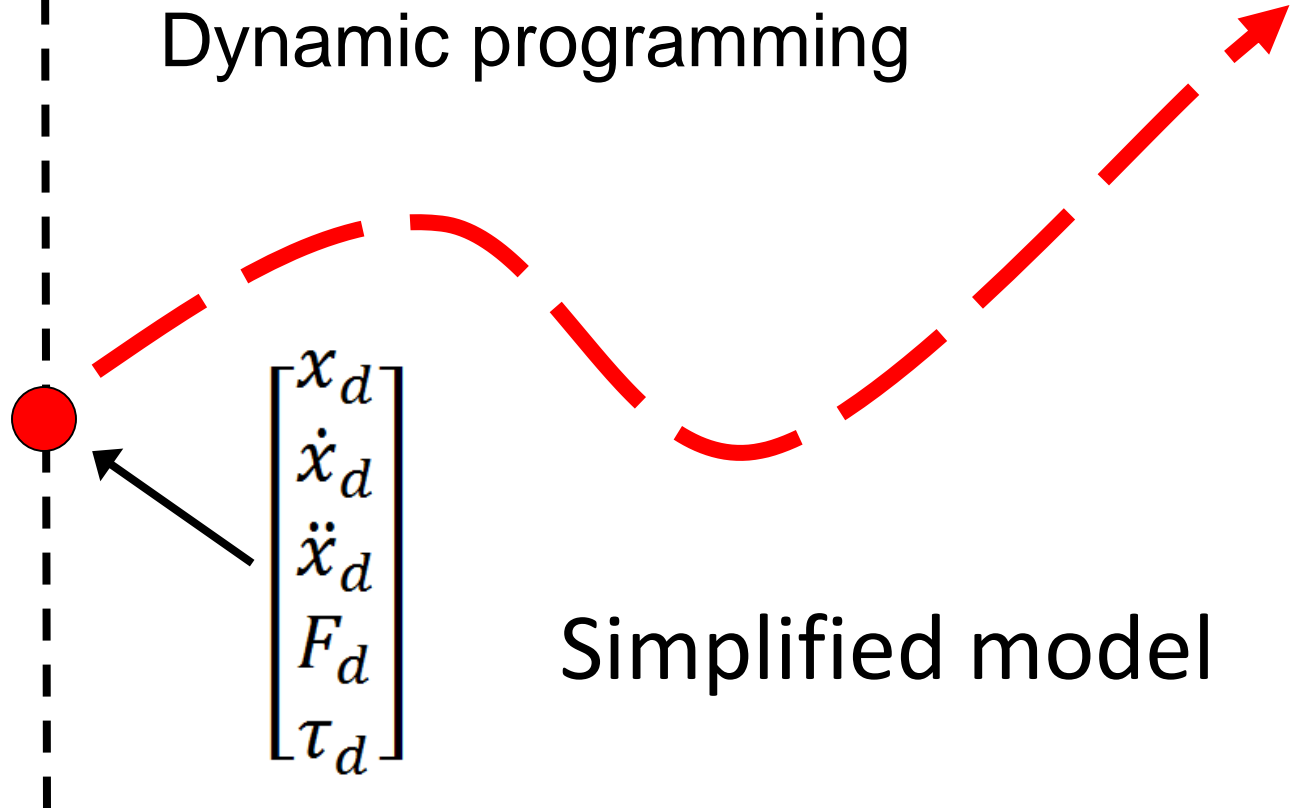 Dynamic programming
x_d
ẋ_d
ẍ_d
F_d
τ_d
Simplified model